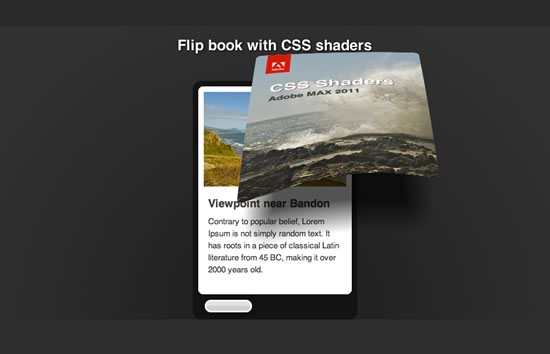 Flip book with CSS shaders
CSS Shaders
Adobe MAX 2011
Viewpoint near Bandon
Contrary to popular belief, Lorem
Ipsum is not simply random text. It
has roots in a piece of classical Latin
literature from 45 BC, making it over
2000 years old.